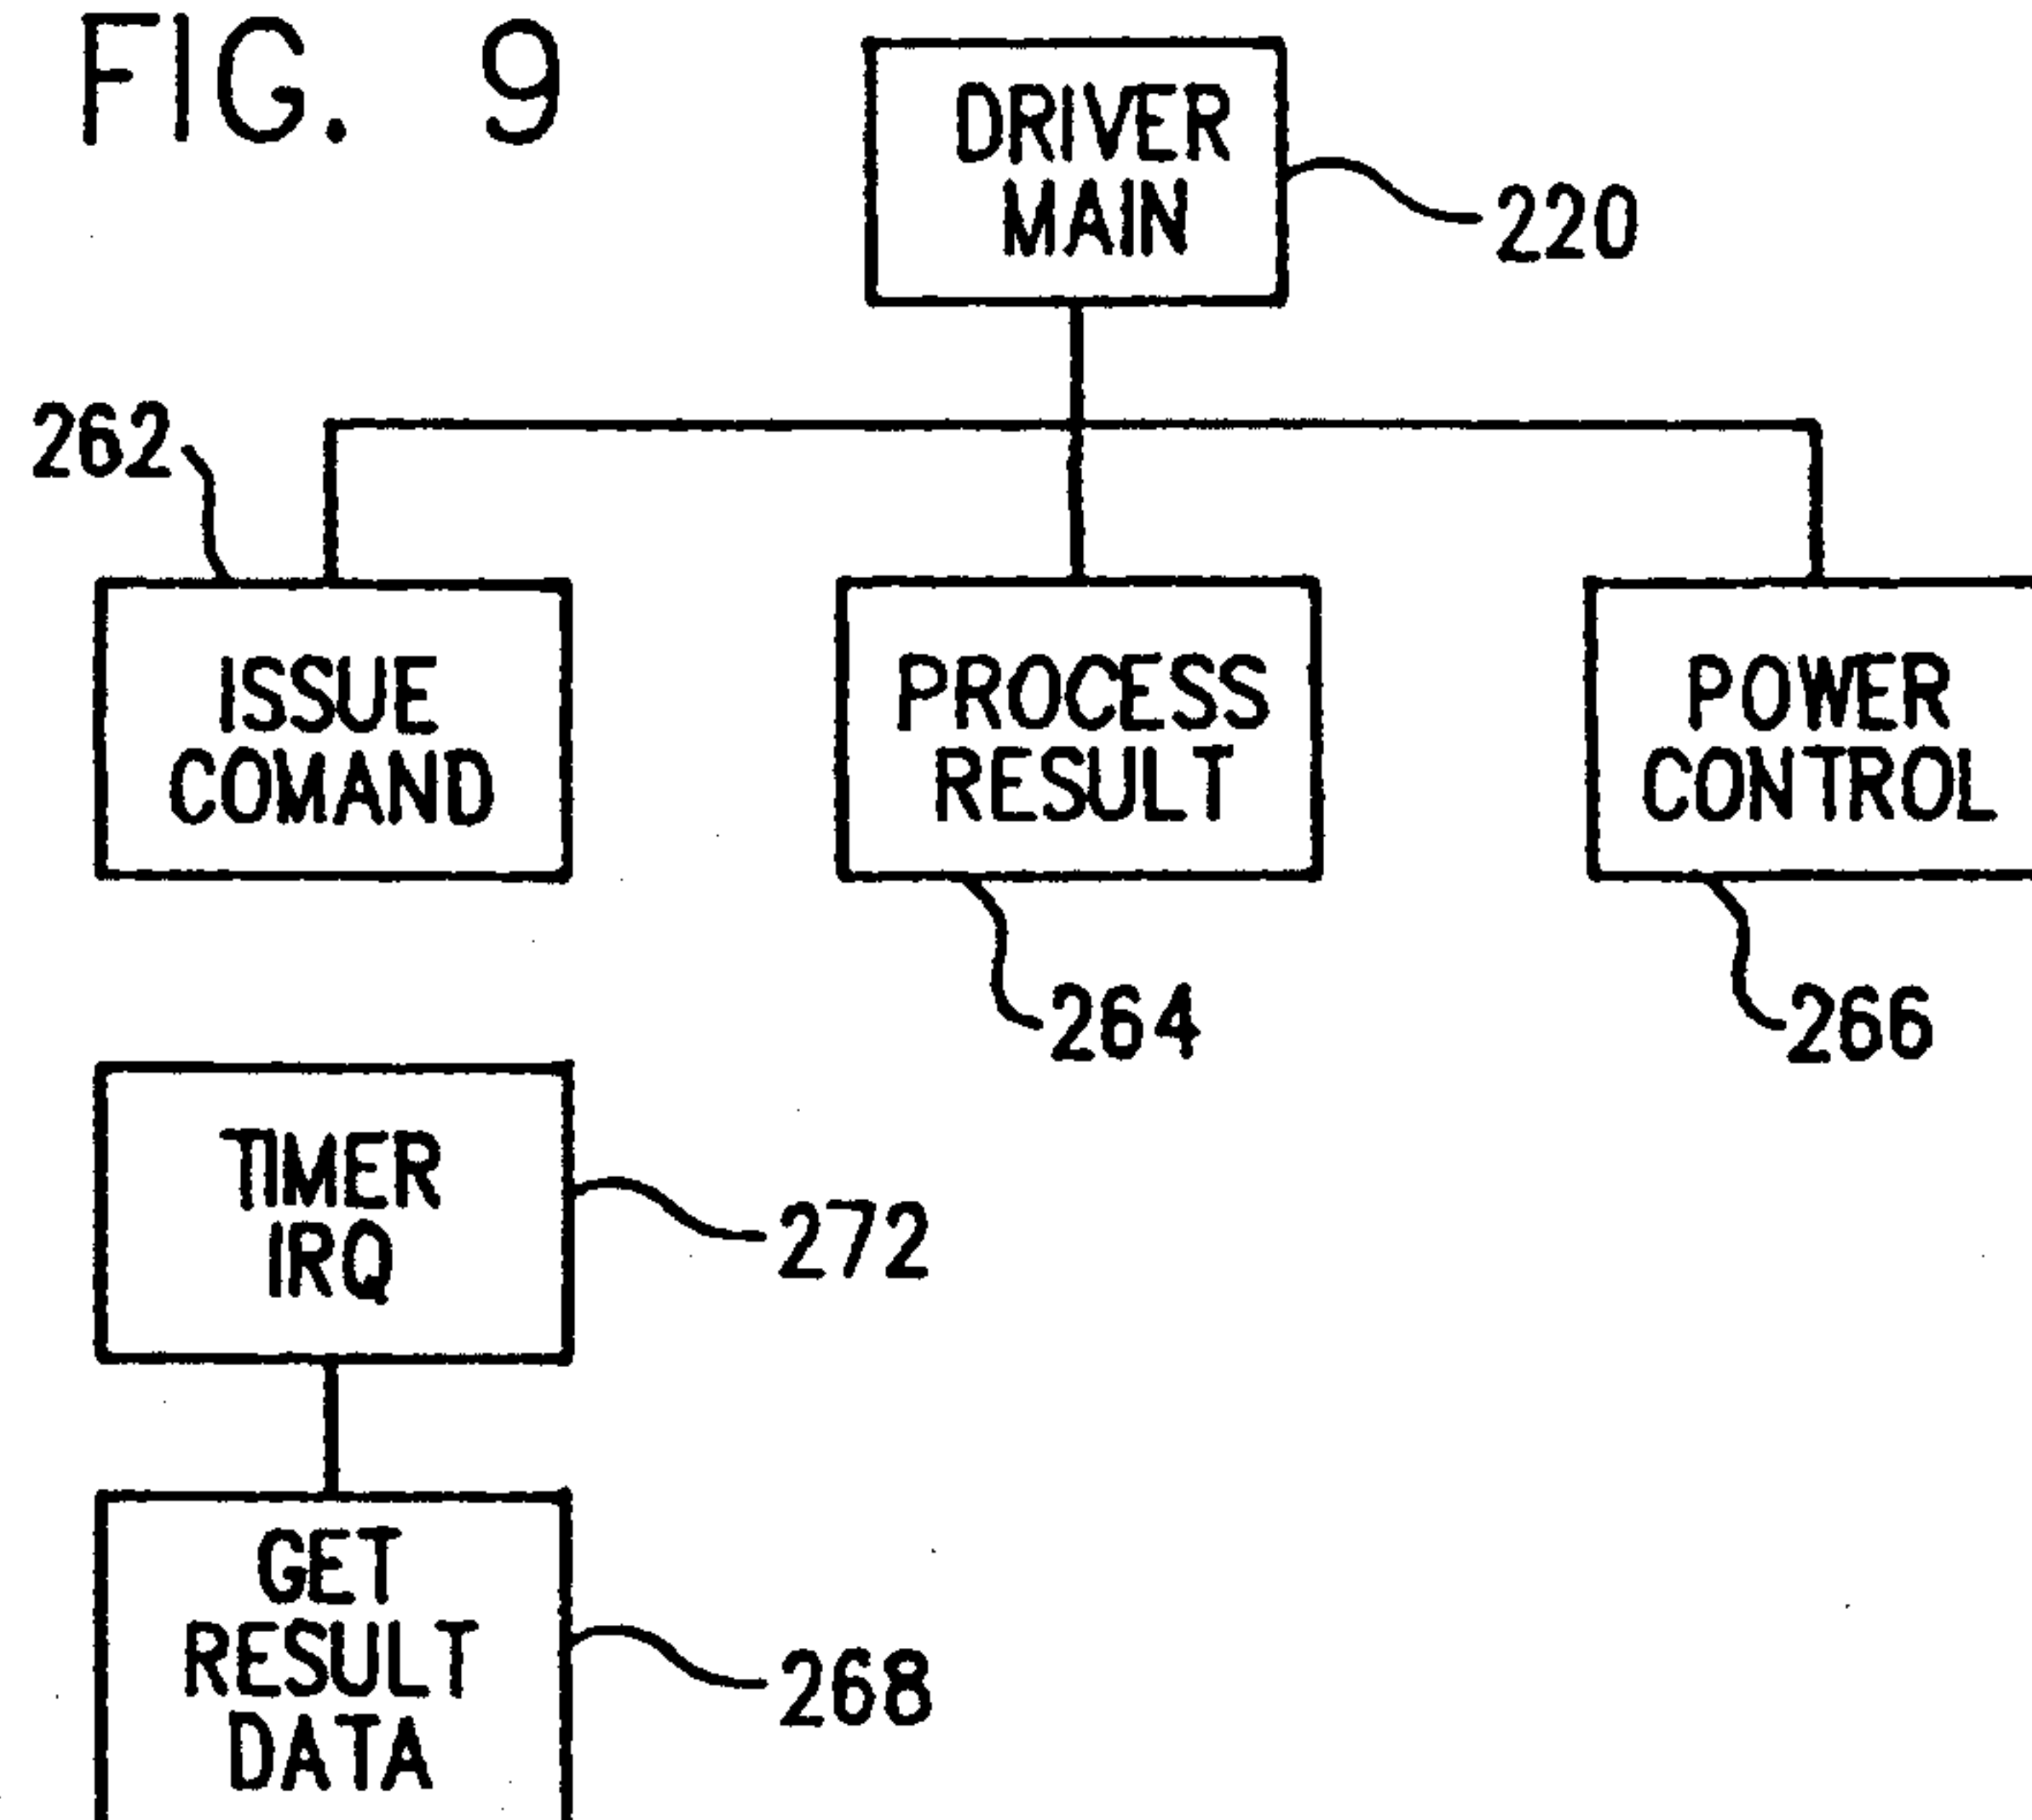 FIG. 9
DRIVER
MAIN
220
262
ISSUE
COMAND
PROCESS
RESULT
POWER
CONTROL
264
266
TIMER
IRQ
272
GET
RESULT
DATA
268